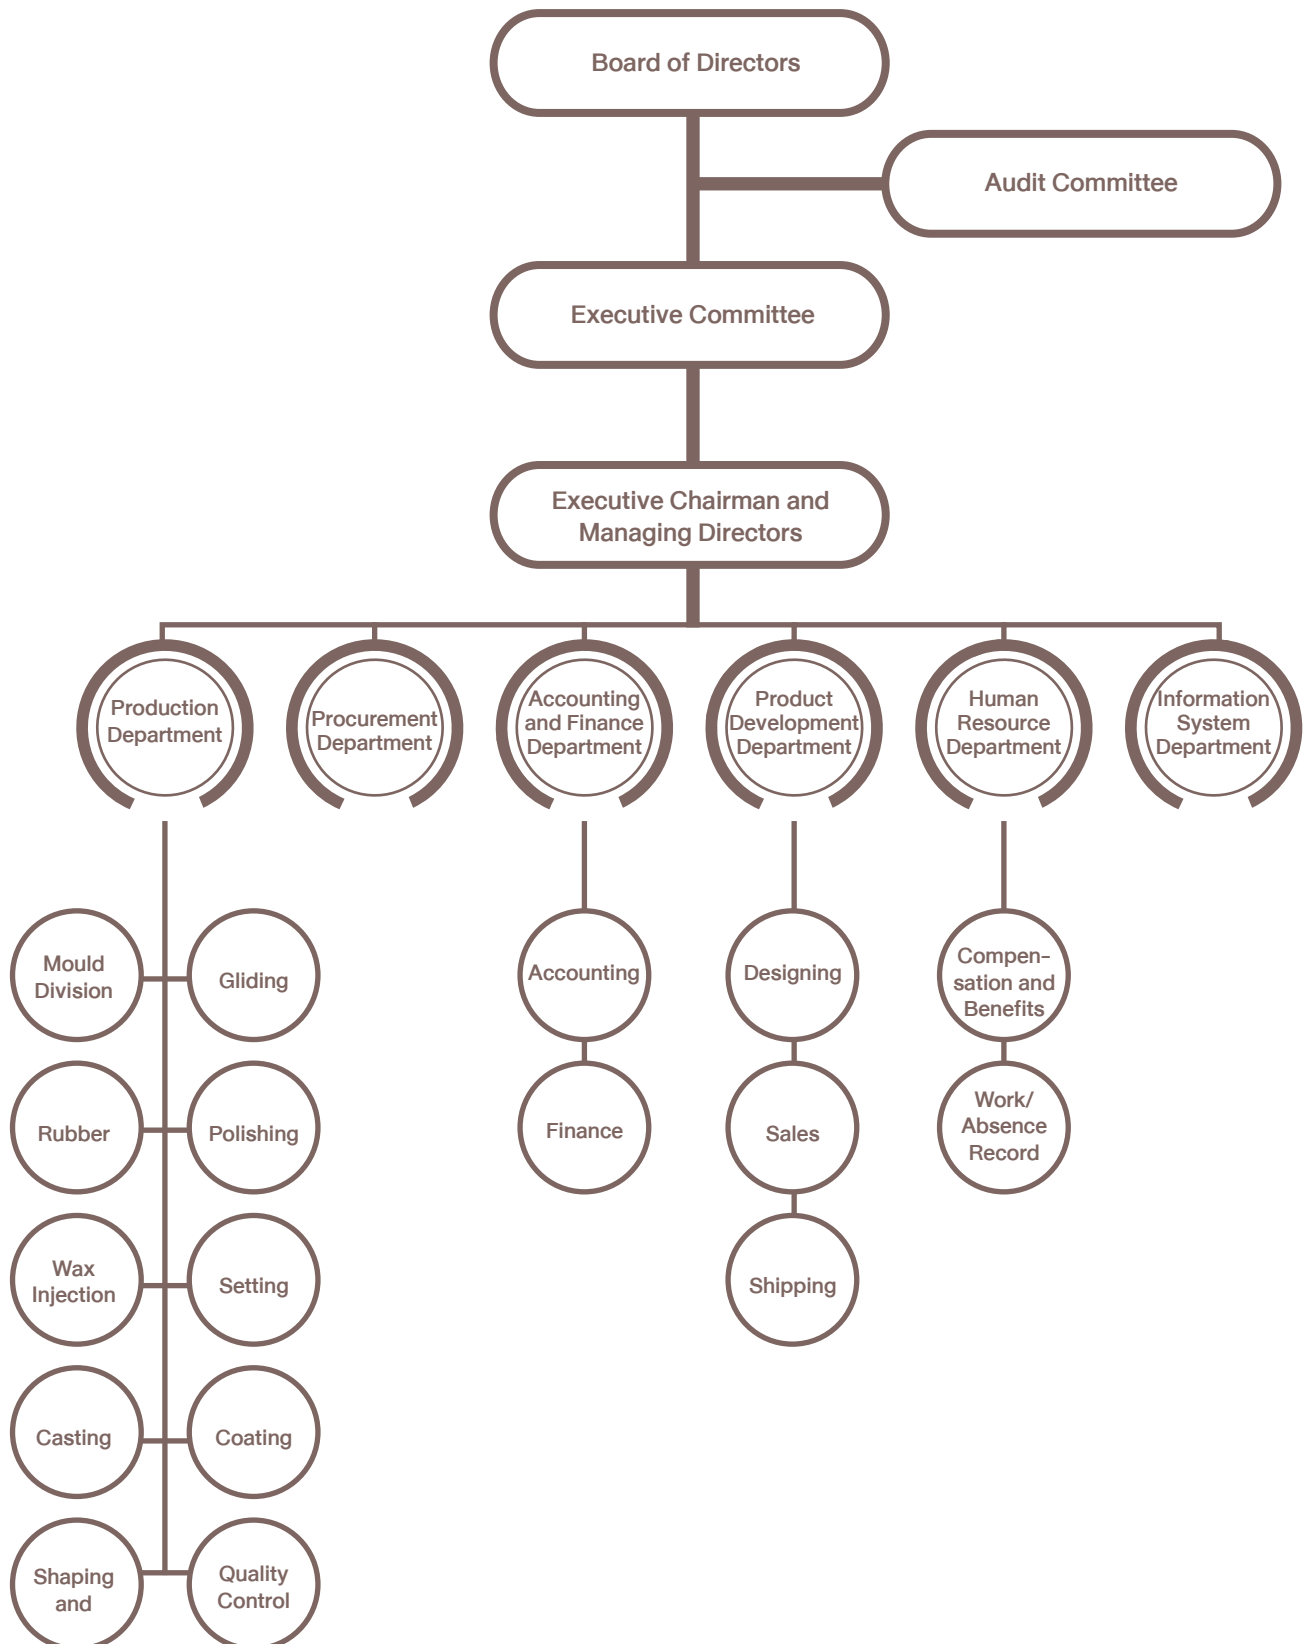 Board of Directors
Audit Committee
Executive Committee
Executive Chairman and
Managing Directors
Production
Department
Procurement
Department
Accounting
and Finance
Department
Product
Development
Department
Human
Resource
Department
Information
System
Department
Mould
Division
Gliding
Accounting
Designing
Compen-
sation and
Benefits
Rubber
Polishing
Finance
Sales
Work/
Absence
Record
Wax
Injection
Setting
Shipping
Casting
Coating
Shaping
and
Quality
Control